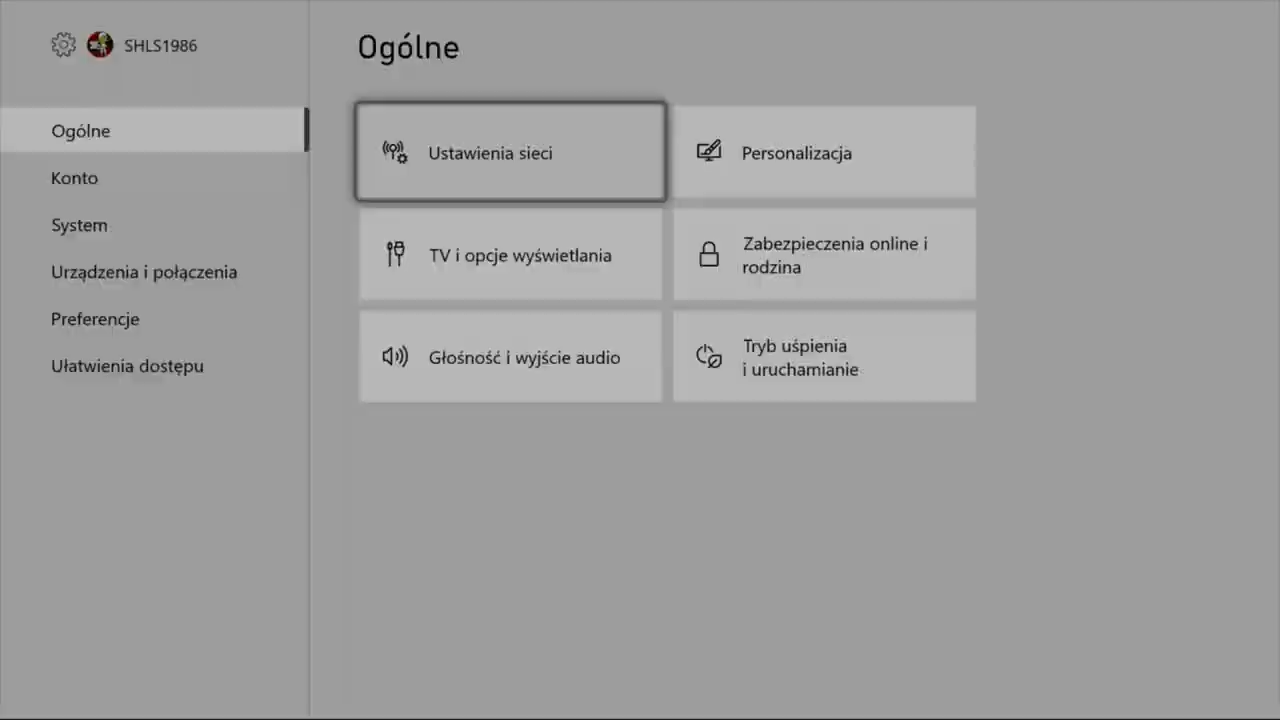 SHLS1986
Ogólne
Konto
System
Urządzenia i połączenia
Preferencje
Ułatwienia dostępu
Ogólne
Ustawienia sieci
Personalizacja
TV i opcje wyświetlania
Zabezpieczenia online i
rodzina
Głośność i wyjście audio
Tryb uśpienia
i uruchamianie